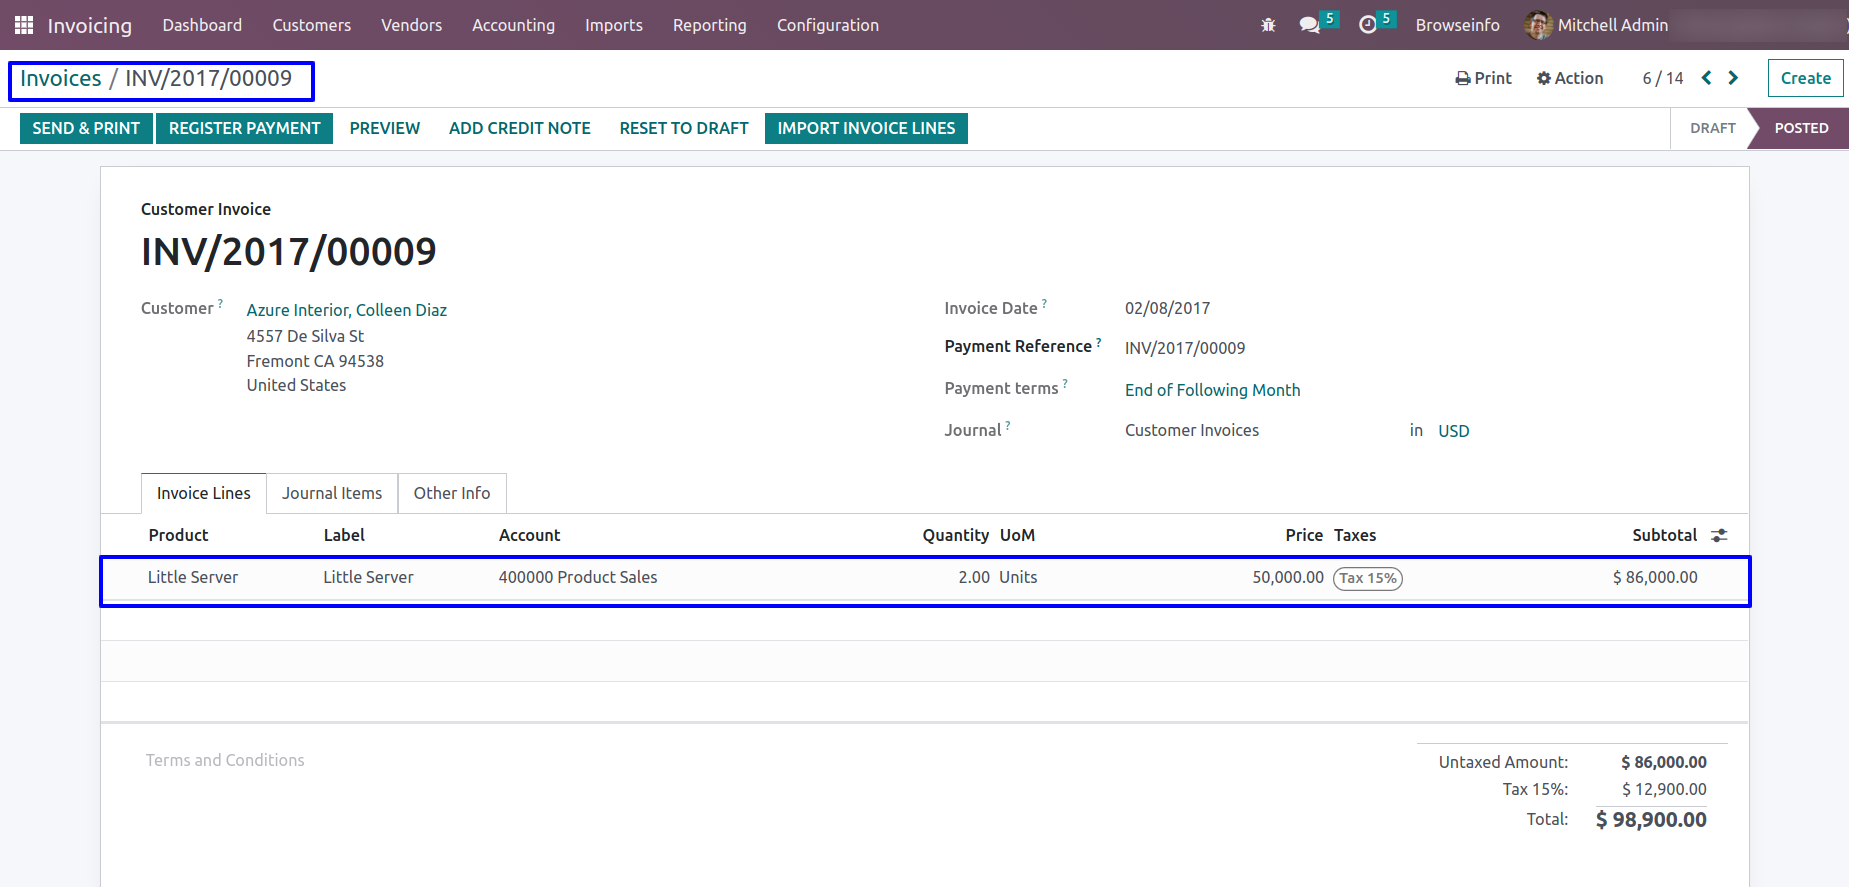 Invoicing Dashboard Customers Vendors Accounting Imports Reporting Configuration 5 5 Browseinfo Mitchell Admin
Invoices / INV/2017/00009 Print Action 6 / 14 Create
SEND & PRINT REGISTER PAYMENT PREVIEW ADD CREDIT NOTE RESET TO DRAFT IMPORT INVOICE LINES DRAFT POSTED
Customer Invoice
INV/2017/00009
Customer ? Azure Interior, Colleen Diaz Invoice Date ? 02/08/2017
4557 De Silva St Payment Reference ? INV/2017/00009
Fremont CA 94538
United States Payment terms ? End of Following Month
Journal ? Customer Invoices in USD
Invoice Lines Journal Items Other Info
Product Label Account Quantity UoM Price Taxes Subtotal
Little Server Little Server 400000 Product Sales 2.00 Units 50,000.00 Tax 15% $ 86,000.00
Terms and Conditions Untaxed Amount: $ 86,000.00
Tax 15%: $ 12,900.00
Total: $ 98,900.00